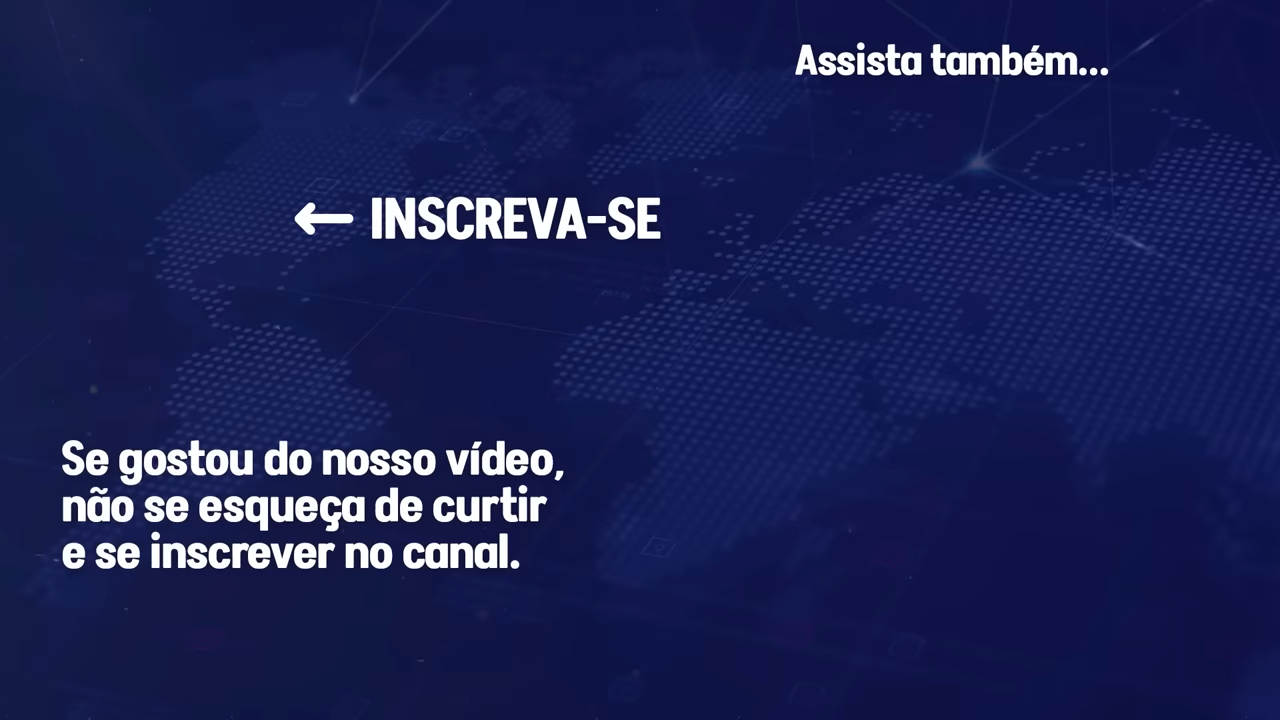 Assista também...
← INSCREVA-SE
Se gostou do nosso vídeo,
não se esqueça de curtir
e se inscrever no canal.